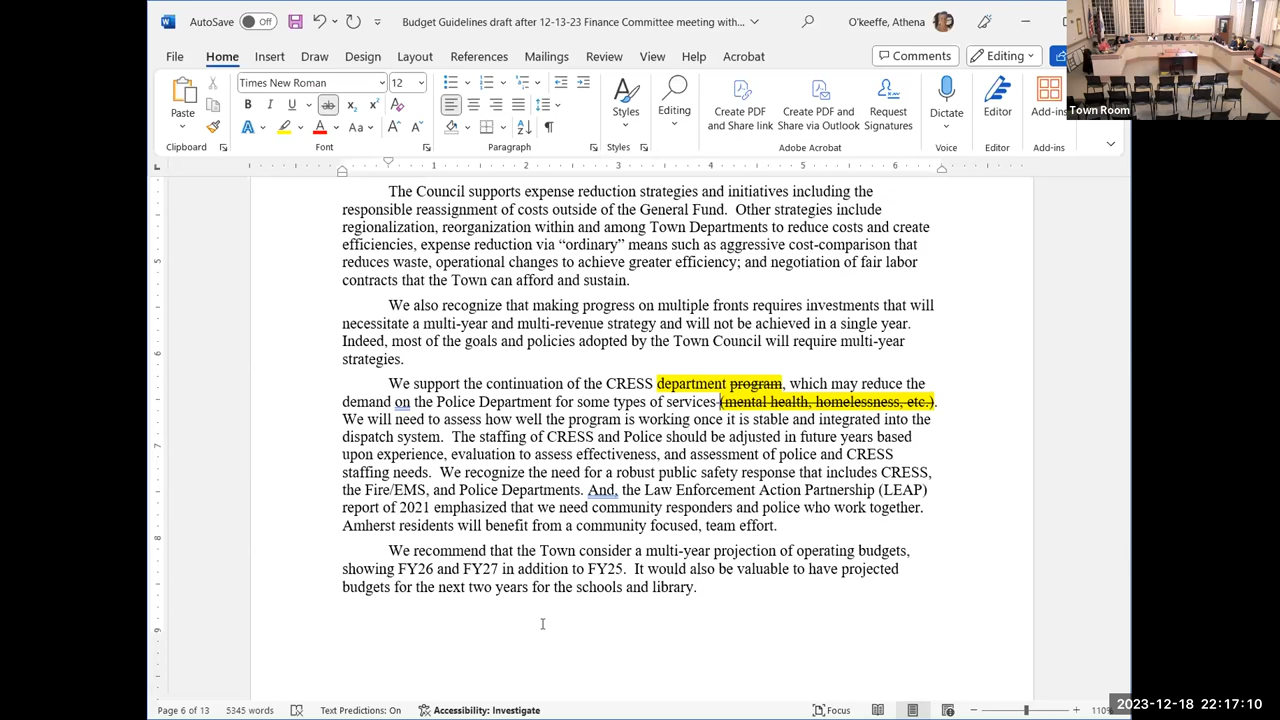 AutoSave Off Budget Guidelines draft after 12-13-23 Finance Committee meeting with... O'keeffe, Athena
File Home Insert Draw Design Layout References Mailings Review View Help Acrobat Comments Editing
Times New Roman 12
Paste Styles Editing Create PDF and Share link Create PDF and Share via Outlook Request Signatures Dictate Editor Add-ins
Clipboard Font Paragraph Styles Adobe Acrobat Voice Editor Add-ins
Town Room
1 2 3 4 5 6
The Council supports expense reduction strategies and initiatives including the
responsible reassignment of costs outside of the General Fund. Other strategies include
regionalization, reorganization within and among Town Departments to reduce costs and create
efficiencies, expense reduction via “ordinary” means such as aggressive cost-comparison that
reduces waste, operational changes to achieve greater efficiency; and negotiation of fair labor
contracts that the Town can afford and sustain.
We also recognize that making progress on multiple fronts requires investments that will
necessitate a multi-year and multi-revenue strategy and will not be achieved in a single year.
Indeed, most of the goals and policies adopted by the Town Council will require multi-year
strategies.
We support the continuation of the CRESS department program, which may reduce the
demand on the Police Department for some types of services (mental health, homelessness, etc.).
We will need to assess how well the program is working once it is stable and integrated into the
dispatch system. The staffing of CRESS and Police should be adjusted in future years based
upon experience, evaluation to assess effectiveness, and assessment of police and CRESS
staffing needs. We recognize the need for a robust public safety response that includes CRESS,
the Fire/EMS, and Police Departments. And, the Law Enforcement Action Partnership (LEAP)
report of 2021 emphasized that we need community responders and police who work together.
Amherst residents will benefit from a community focused, team effort.
We recommend that the Town consider a multi-year projection of operating budgets,
showing FY26 and FY27 in addition to FY25. It would also be valuable to have projected
budgets for the next two years for the schools and library.
Page 6 of 13 5345 words Text Predictions: On Accessibility: Investigate Focus 110%
2023-12-18 22:17:10